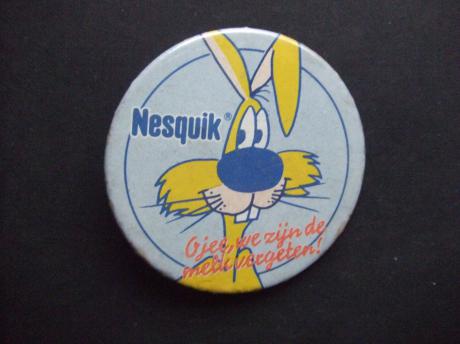 Nesquik®
O jee, we zijn de
melk vergeten!